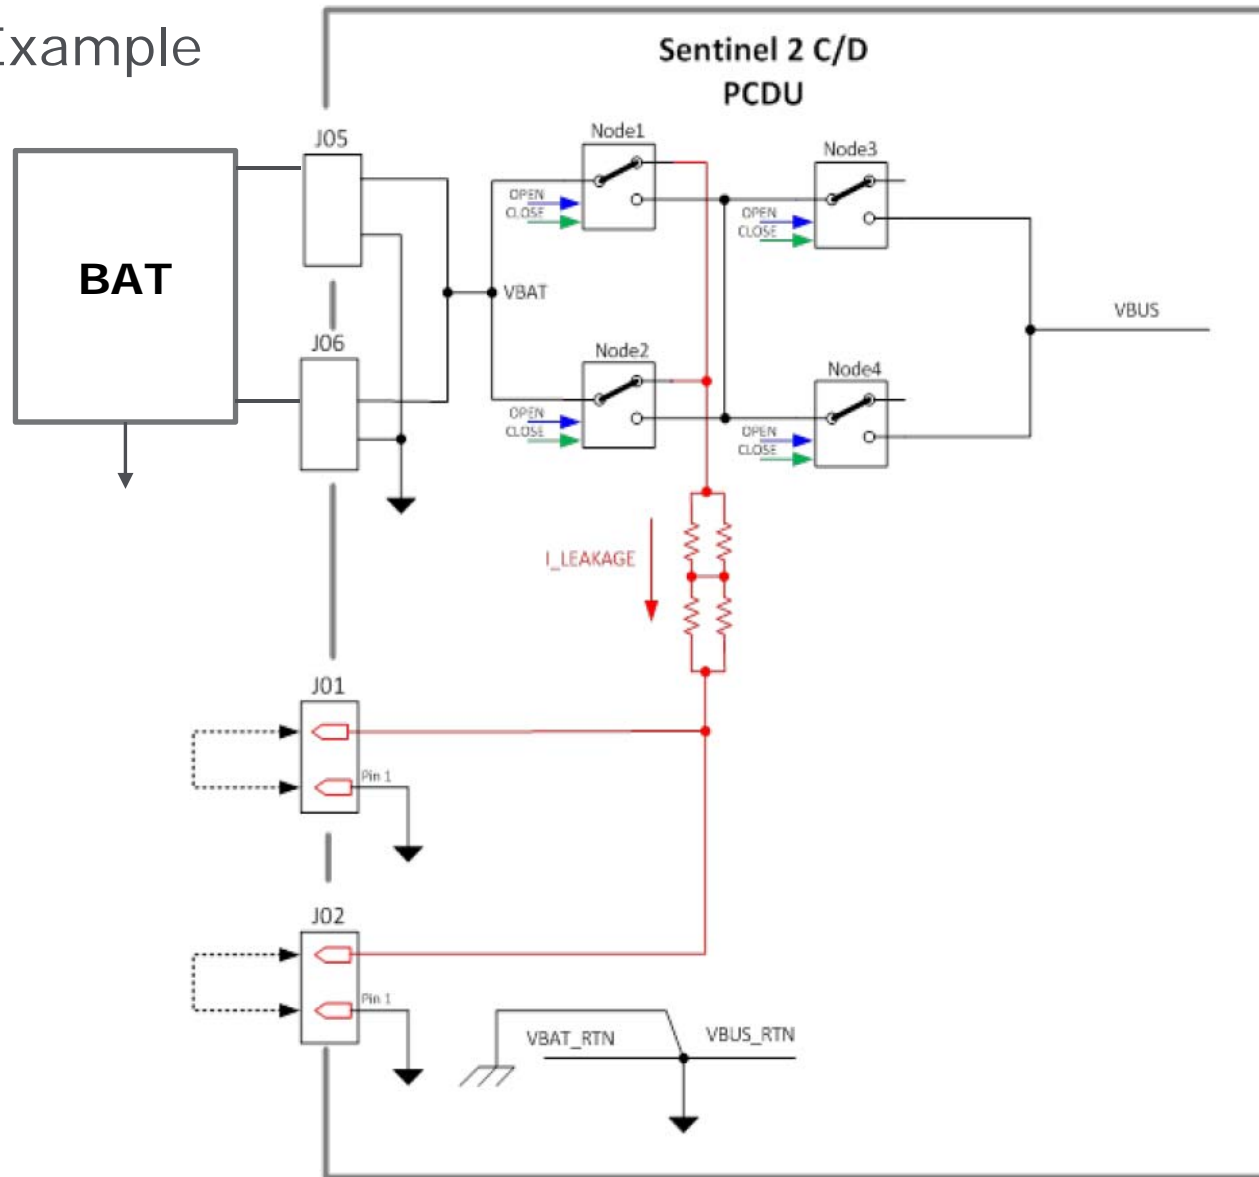 Example
Sentinel 2 C/D
PCDU
J05
BAT
J06
VBAT
Node1
OPEN
CLOSE
Node2
OPEN
CLOSE
Node3
OPEN
CLOSE
Node4
OPEN
CLOSE
VBUS
I_LEAKAGE
J01
Pin 1
J02
Pin 1
VBAT_RTN
VBUS_RTN